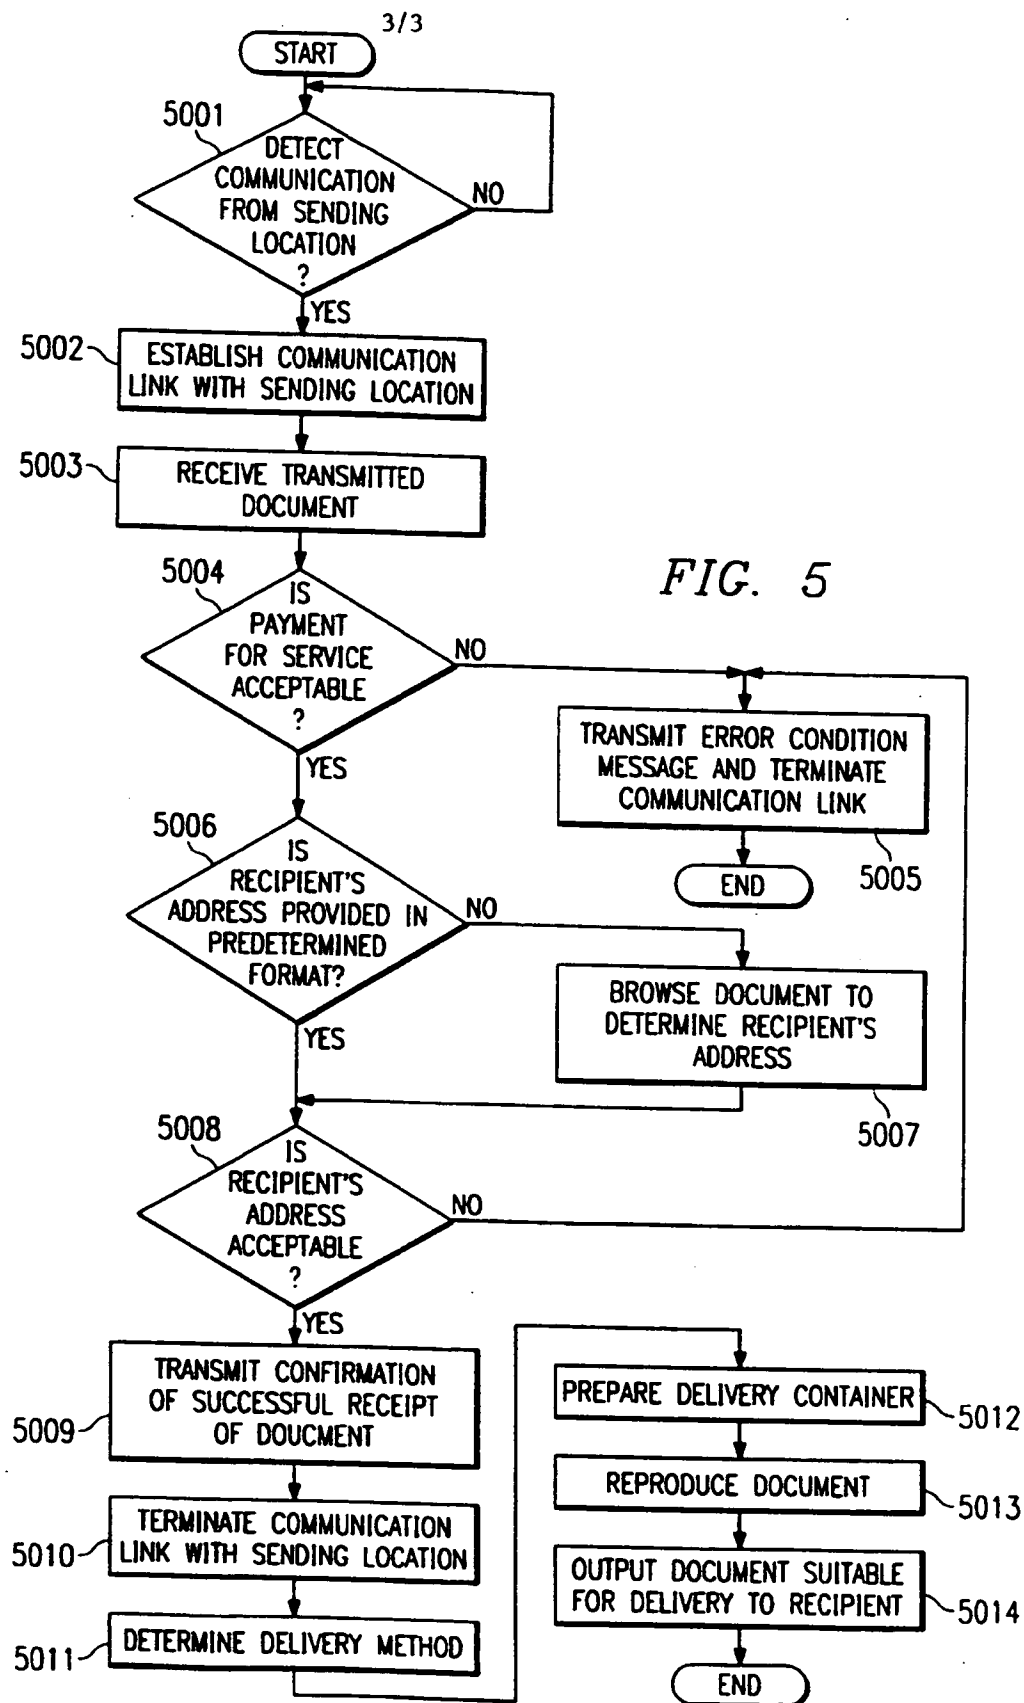 3/3
START
5001
DETECT
COMMUNICATION
FROM SENDING
LOCATION
?
NO
YES
5002
ESTABLISH COMMUNICATION
LINK WITH SENDING LOCATION
5003
RECEIVE TRANSMITTED
DOCUMENT
FIG. 5
5004
IS
PAYMENT
FOR SERVICE
ACCEPTABLE
?
NO
YES
TRANSMIT ERROR CONDITION
MESSAGE AND TERMINATE
COMMUNICATION LINK
5005
END
5006
IS
RECIPIENT'S
ADDRESS PROVIDED IN
PREDETERMINED
FORMAT?
NO
YES
BROWSE DOCUMENT TO
DETERMINE RECIPIENT'S
ADDRESS
5007
5008
IS
RECIPIENT'S
ADDRESS
ACCEPTABLE
?
NO
YES
5009
TRANSMIT CONFIRMATION
OF SUCCESSFUL RECEIPT
OF DOUCMENT
5010
TERMINATE COMMUNICATION
LINK WITH SENDING LOCATION
5011
DETERMINE DELIVERY METHOD
PREPARE DELIVERY CONTAINER
5012
REPRODUCE DOCUMENT
5013
OUTPUT DOCUMENT SUITABLE
FOR DELIVERY TO RECIPIENT
5014
END